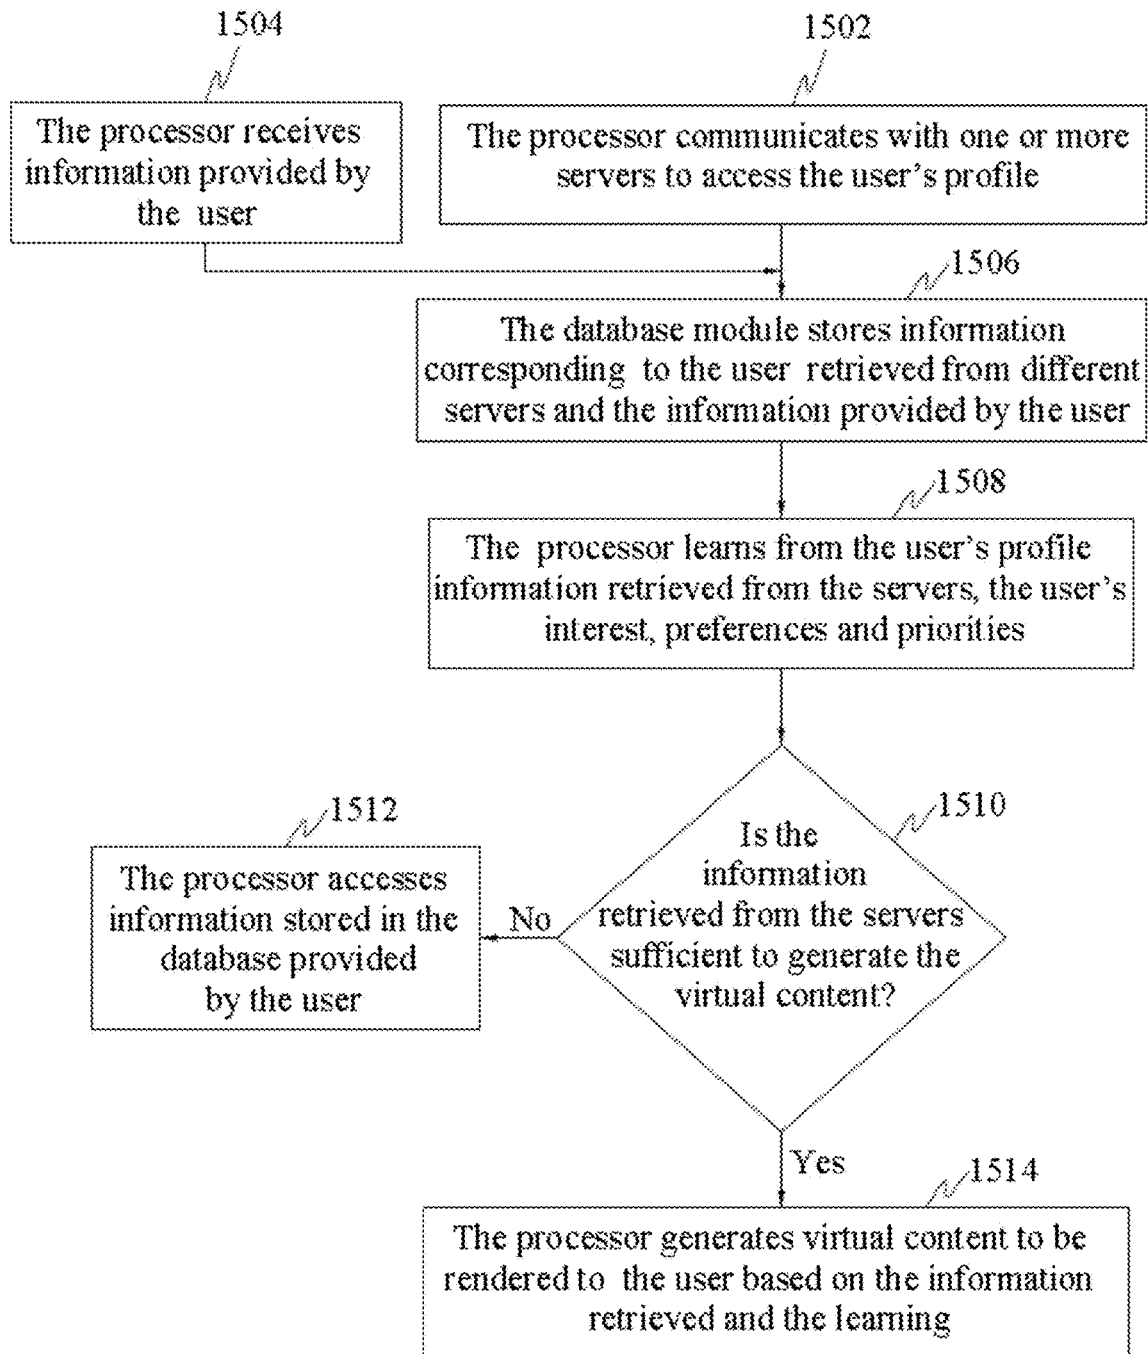 1504
1502
The processor receives
information provided by
the user
The processor communicates with one or more
servers to access the user's profile
1506
The database module stores information
corresponding to the user retrieved from different
servers and the information provided by the user
1508
The processor learns from the user's profile
information retrieved from the servers, the user's
interest, preferences and priorities
1510
Is the
information
retrieved from the servers
sufficient to generate the
virtual content?
1512
The processor accesses
information stored in the
database provided
by the user
No
Yes
1514
The processor generates virtual content to be
rendered to the user based on the information
retrieved and the learning